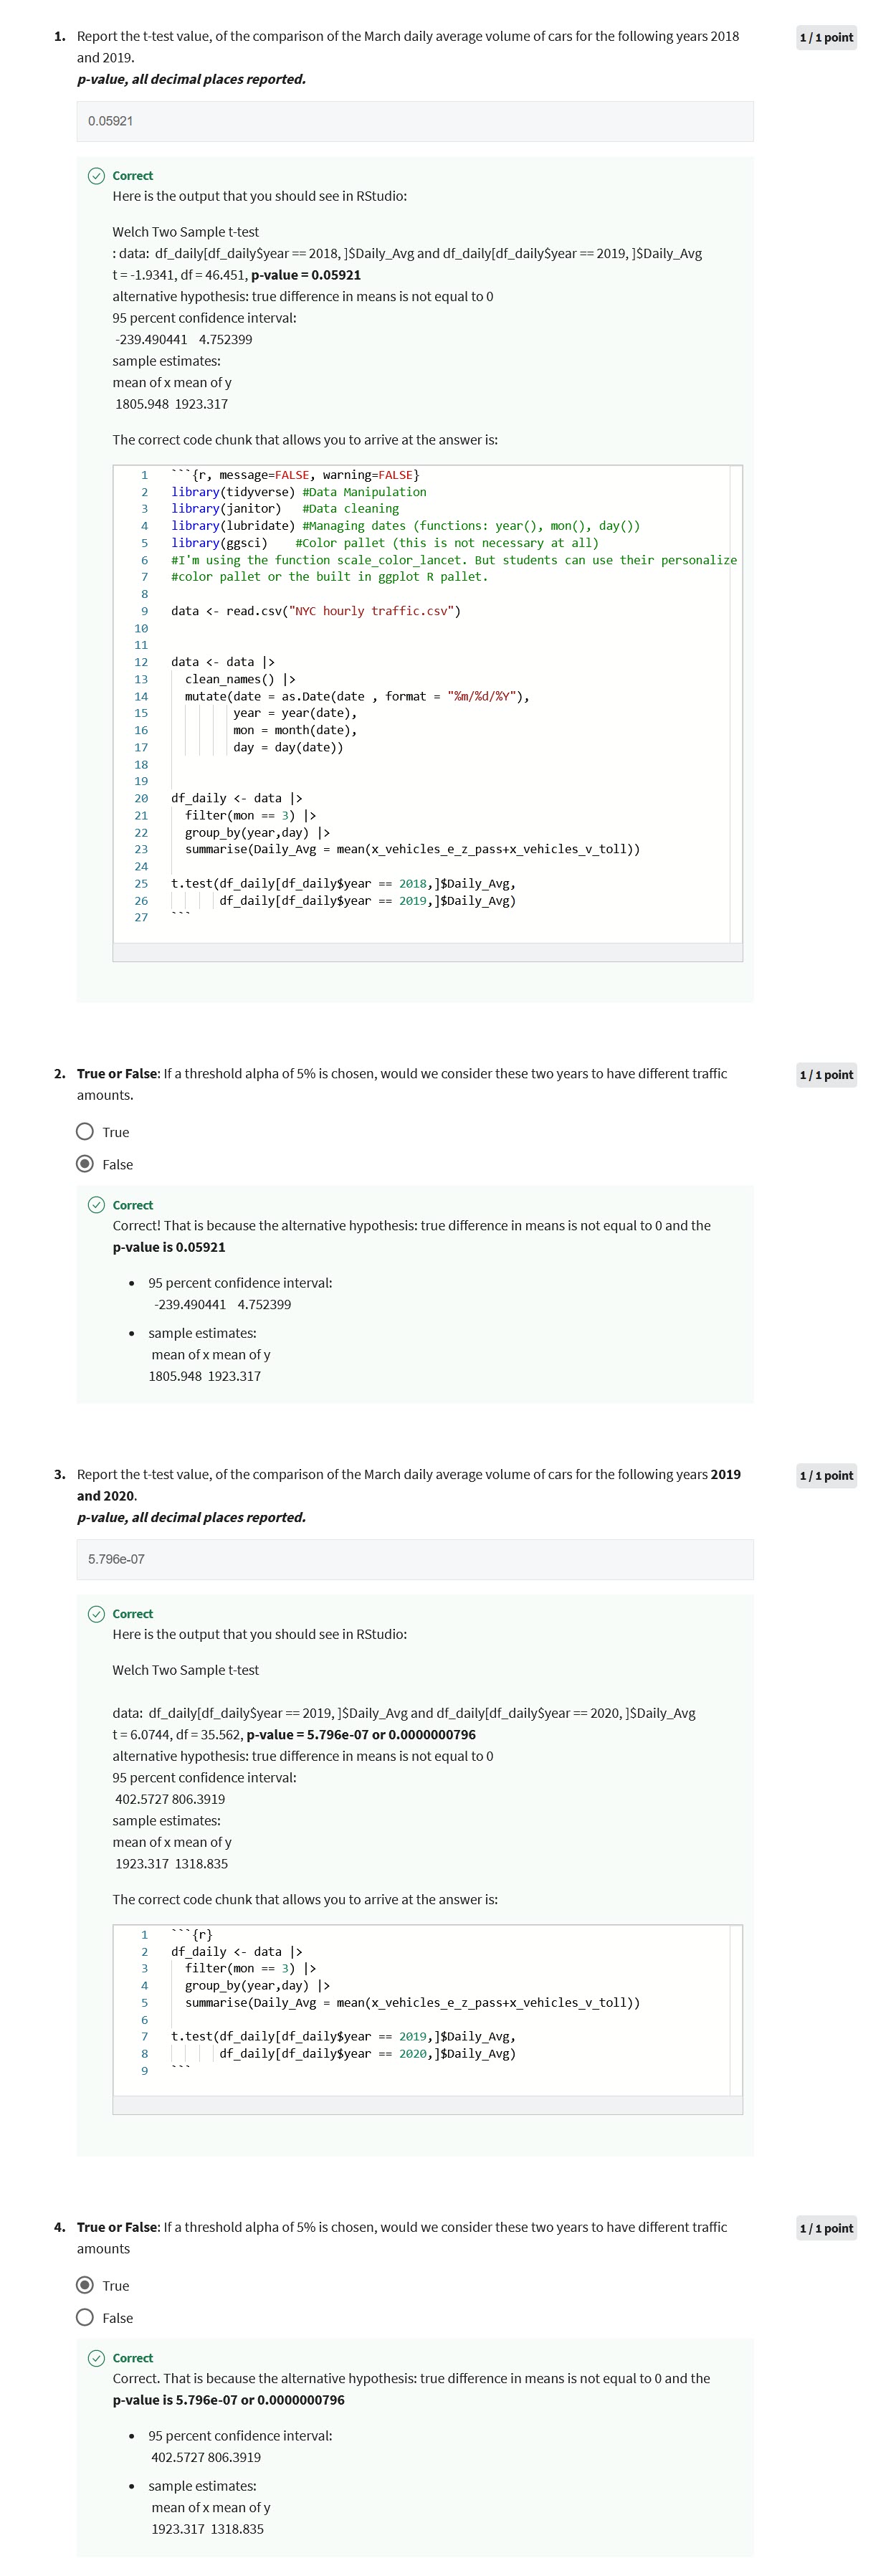 1. Report the t-test value, of the comparison of the March daily average volume of cars for the following years 2018
and 2019.
p-value, all decimal places reported.
1 / 1 point
0.05921
Correct
Here is the output that you should see in RStudio:
Welch Two Sample t-test
: data:  df_daily[df_daily$year == 2018, ]$Daily_Avg and df_daily[df_daily$year == 2019, ]$Daily_Avg
t = -1.9341, df = 46.451, p-value = 0.05921
alternative hypothesis: true difference in means is not equal to 0
95 percent confidence interval:
-239.490441   4.752399
sample estimates:
mean of x mean of y
1805.948  1923.317
The correct code chunk that allows you to arrive at the answer is:
1 ```{r, message=FALSE, warning=FALSE}
2 library(tidyverse) #Data Manipulation
3 library(janitor)   #Data cleaning
4 library(lubridate) #Managing dates (functions: year(), mon(), day())
5 library(ggsci)    #Color pallet (this is not necessary at all)
6 #I'm using the function scale_color_lancet. But students can use their personalize
7 #color pallet or the built in ggplot R pallet.
8
9 data <- read.csv("NYC hourly traffic.csv")
10
11
12 data <- data |>
13   clean_names() |>
14   mutate(date = as.Date(date , format = "%m/%d/%Y"),
15          year = year(date),
16          mon = month(date),
17          day = day(date))
18
19
20 df_daily <- data |>
21   filter(mon == 3) |>
22   group_by(year,day) |>
23   summarise(Daily_Avg = mean(x_vehicles_e_z_pass+x_vehicles_v_toll))
24
25 t.test(df_daily[df_daily$year == 2018,]$Daily_Avg,
26        df_daily[df_daily$year == 2019,]$Daily_Avg)
27 ```
2. True or False: If a threshold alpha of 5% is chosen, would we consider these two years to have different traffic
amounts.
1 / 1 point
True
False
Correct
Correct! That is because the alternative hypothesis: true difference in means is not equal to 0 and the
p-value is 0.05921
• 95 percent confidence interval:
-239.490441   4.752399
• sample estimates:
mean of x mean of y
1805.948  1923.317
3. Report the t-test value, of the comparison of the March daily average volume of cars for the following years 2019
and 2020.
p-value, all decimal places reported.
1 / 1 point
5.796e-07
Correct
Here is the output that you should see in RStudio:
Welch Two Sample t-test
data:  df_daily[df_daily$year == 2019, ]$Daily_Avg and df_daily[df_daily$year == 2020, ]$Daily_Avg
t = 6.0744, df = 35.562, p-value = 5.796e-07 or 0.0000000796
alternative hypothesis: true difference in means is not equal to 0
95 percent confidence interval:
402.5727 806.3919
sample estimates:
mean of x mean of y
1923.317  1318.835
The correct code chunk that allows you to arrive at the answer is:
1 ```{r}
2 df_daily <- data |>
3   filter(mon == 3) |>
4   group_by(year,day) |>
5   summarise(Daily_Avg = mean(x_vehicles_e_z_pass+x_vehicles_v_toll))
6
7 t.test(df_daily[df_daily$year == 2019,]$Daily_Avg,
8        df_daily[df_daily$year == 2020,]$Daily_Avg)
9 ```
4. True or False: If a threshold alpha of 5% is chosen, would we consider these two years to have different traffic
amounts
1 / 1 point
True
False
Correct
Correct. That is because the alternative hypothesis: true difference in means is not equal to 0 and the
p-value is 5.796e-07 or 0.0000000796
• 95 percent confidence interval:
402.5727 806.3919
• sample estimates:
mean of x mean of y
1923.317  1318.835